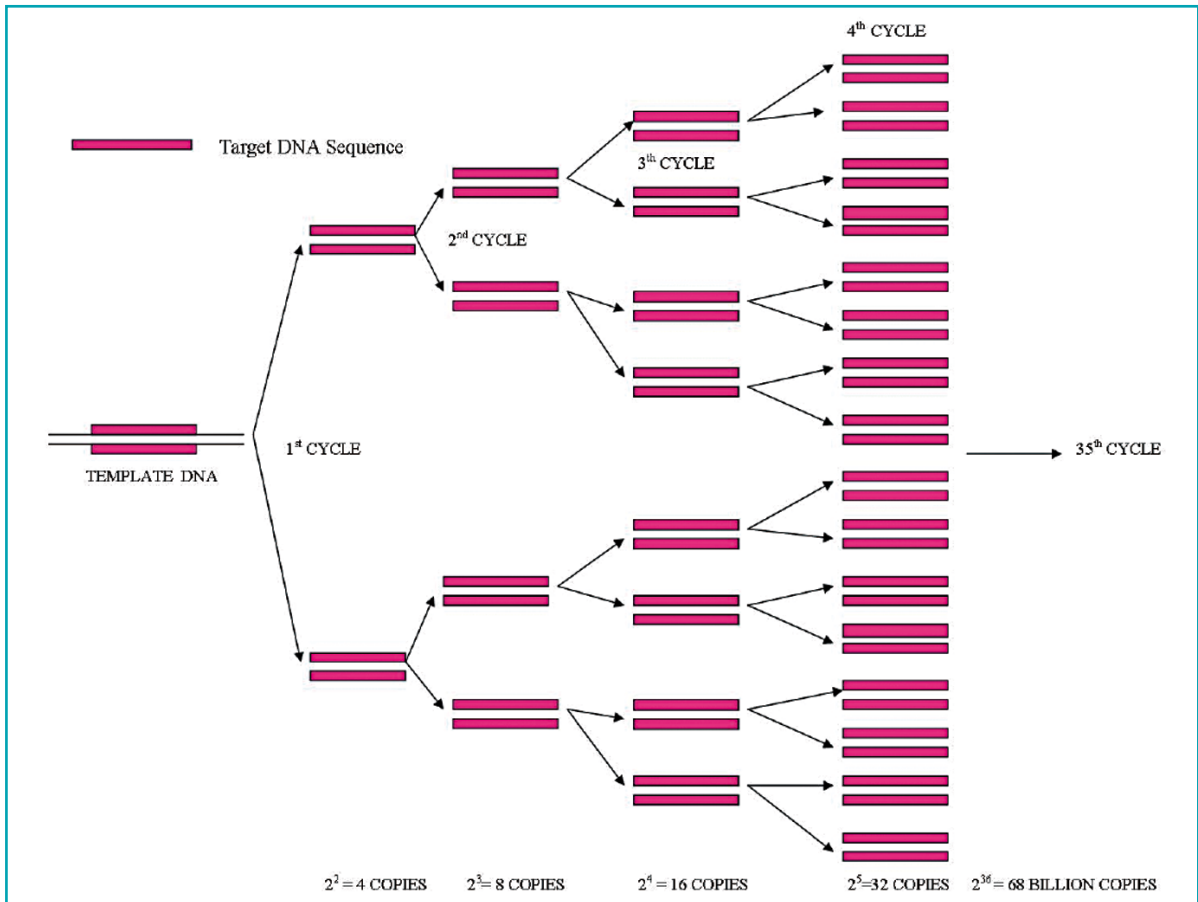 4th CYCLE
Target DNA Sequence
3th CYCLE
2nd CYCLE
1st CYCLE
35th CYCLE
TEMPLATE DNA
2² = 4 COPIES
2³= 8 COPIES
2⁴ = 16 COPIES
2⁵=32 COPIES
2³⁶ = 68 BILLION COPIES